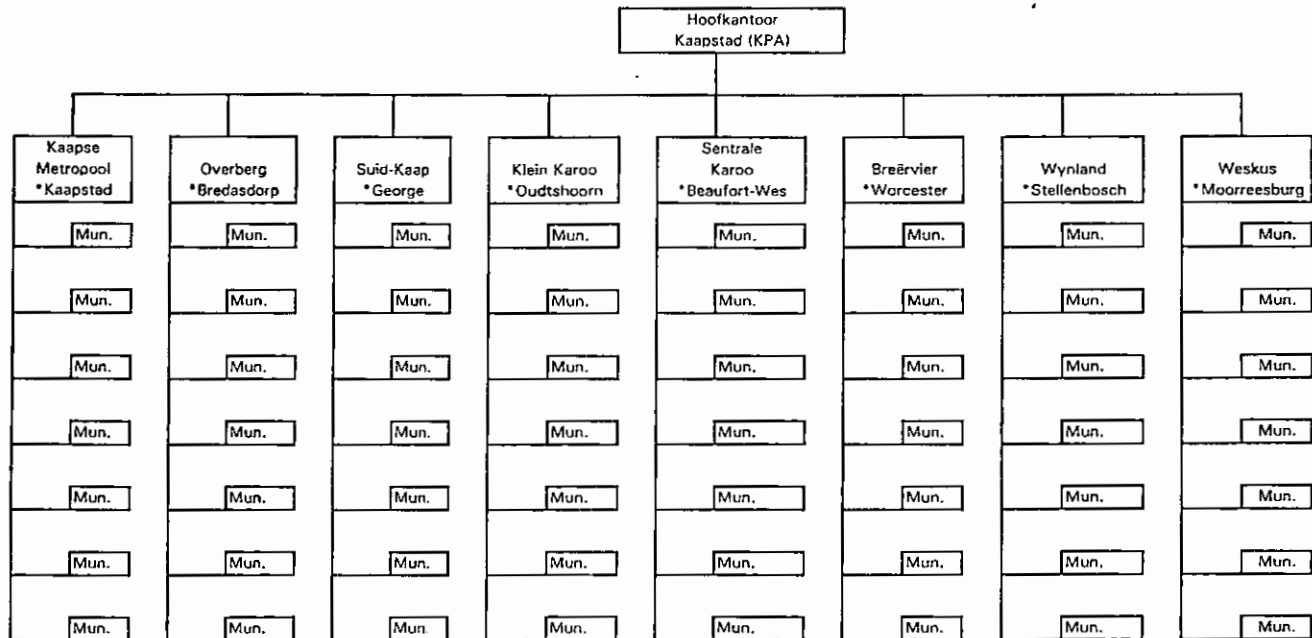 Hoofkantoor
Kaapstad (KPA)
Kaapse
Metropool
*Kaapstad
Overberg
*Bredasdorp
Suid-Kaap
*George
Klein Karoo
*Oudtshoorn
Sentrale
Karoo
*Beaufort-Wes
Breërvier
*Worcester
Wynland
*Stellenbosch
Weskus
*Moorreesburg
Mun. Mun. Mun. Mun. Mun. Mun. Mun. Mun.
Mun. Mun. Mun. Mun. Mun. Mun. Mun. Mun.
Mun. Mun. Mun. Mun. Mun. Mun. Mun. Mun.
Mun. Mun. Mun. Mun. Mun. Mun. Mun. Mun.
Mun. Mun. Mun. Mun. Mun. Mun. Mun. Mun.
Mun. Mun. Mun. Mun. Mun. Mun. Mun. Mun.
Mun. Mun. Mun. Mun. Mun. Mun. Mun. Mun.